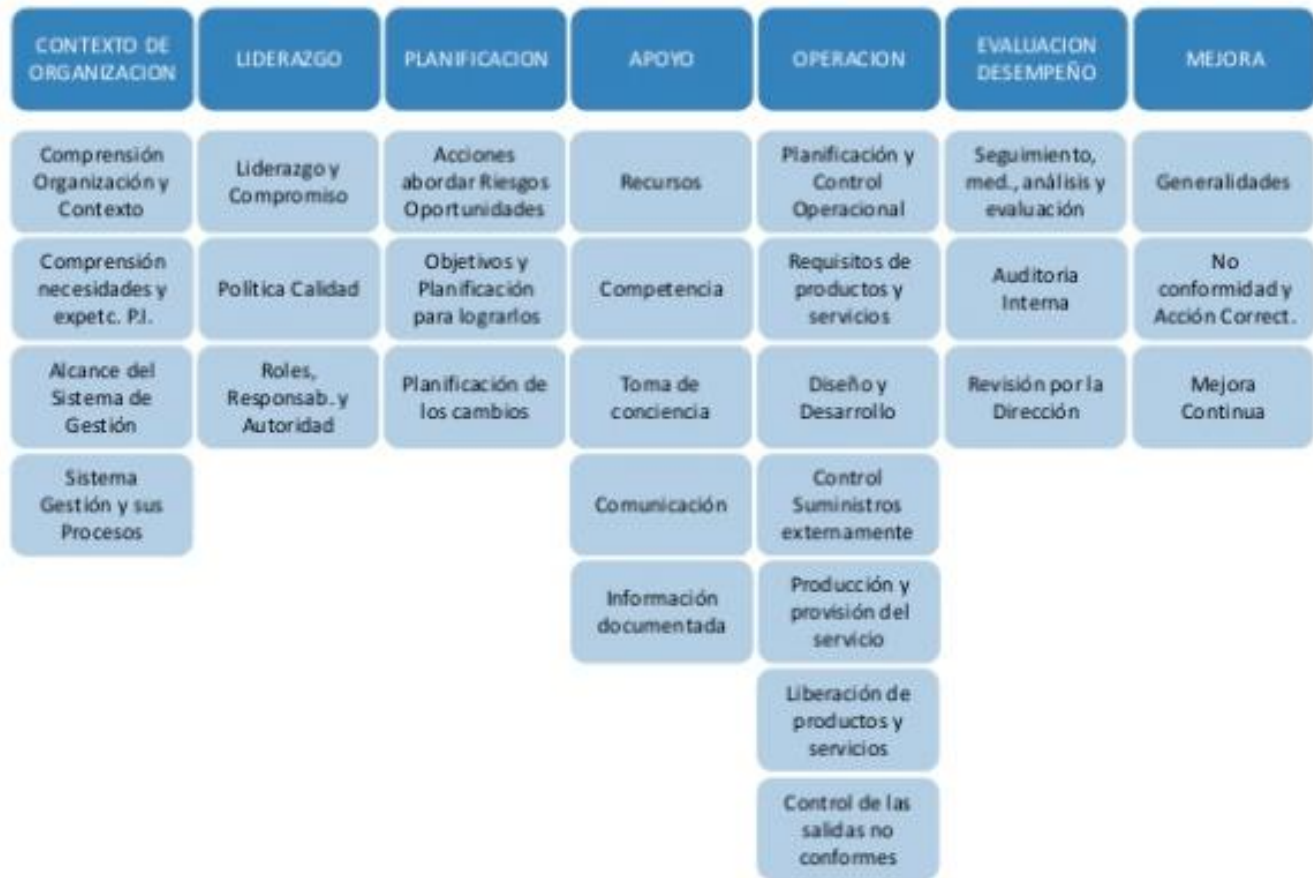 CONTEXTO DE
ORGANIZACION
LIDERAZGO
PLANIFICACION
APOYO
OPERACION
EVALUACION
DESEMPEÑO
MEJORA
Comprensión
Organización y
Contexto
Liderazgo y
Compromiso
Acciones
abordar Riesgos
Oportunidades
Recursos
Planificación y
Control
Operacional
Seguimiento,
med., análisis y
evaluación
Generalidades
Comprensión
necesidades y
expetc. P.I.
Política Calidad
Objetivos y
Planificación
para lograrlos
Competencia
Requisitos de
productos y
servicios
Auditoria
Interna
No
conformidad y
Acción Correct.
Alcance del
Sistema de
Gestión
Roles,
Responsab. y
Autoridad
Planificación de
los cambios
Toma de
conciencia
Diseño y
Desarrollo
Revisión por la
Dirección
Mejora
Continua
Sistema
Gestión y sus
Procesos
Comunicación
Control
Suministros
externamente
Información
documentada
Producción y
provisión del
servicio
Liberación de
productos y
servicios
Control de las
salidas no
conformes